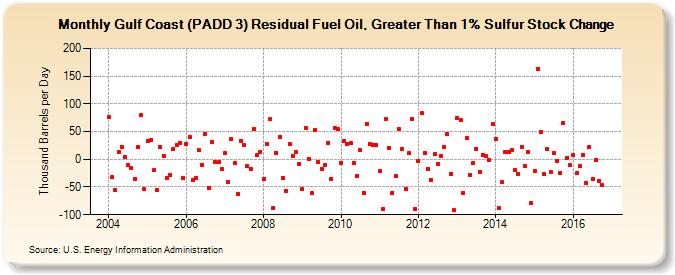 Monthly Gulf Coast (PADD 3) Residual Fuel Oil, Greater Than 1% Sulfur Stock Change
Thousand Barrels per Day
200
150
100
50
0
-50
-100
2004 2006 2008 2010 2012 2014 2016
Source: U.S. Energy Information Administration